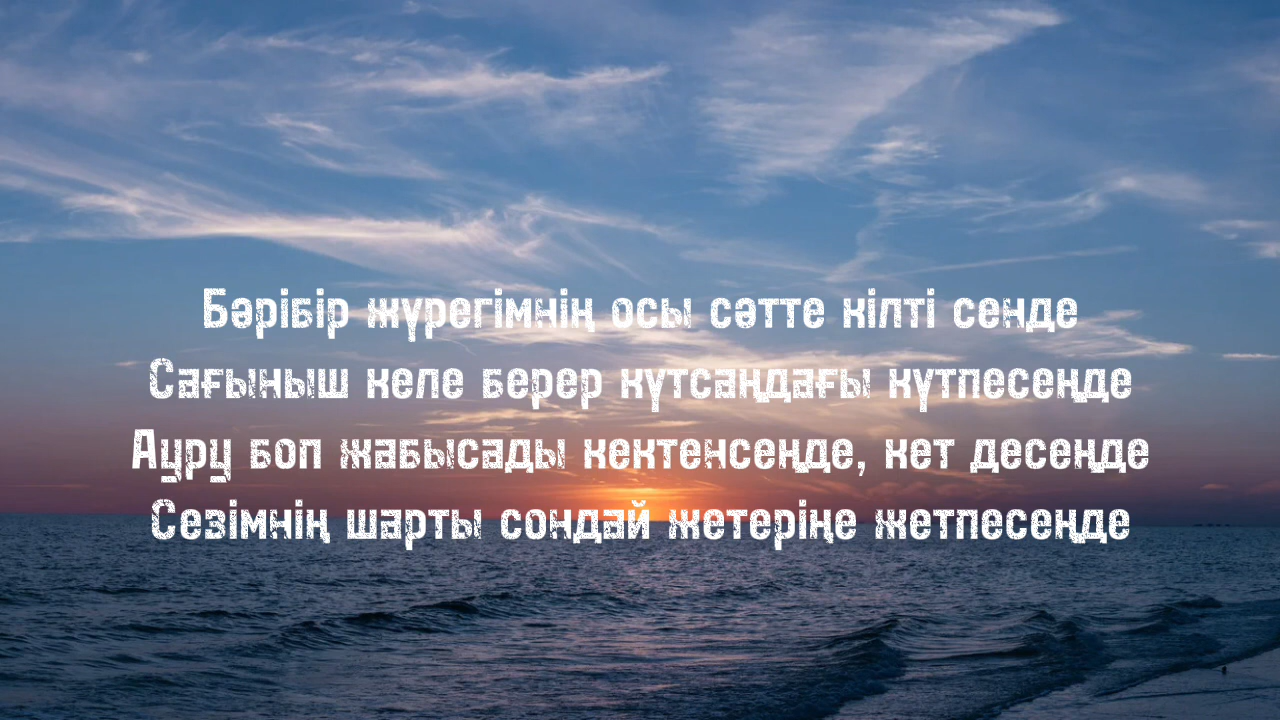 Бәрібір жүрегімнің осы сәтте кілті сенде
Сағыныш келе берер күтсаңдағы күтпесеңде
Ауру боп жабысады кектенсеңде, кет десеңде
Сезімнің шарты сондай жетеріңе жетпесеңде